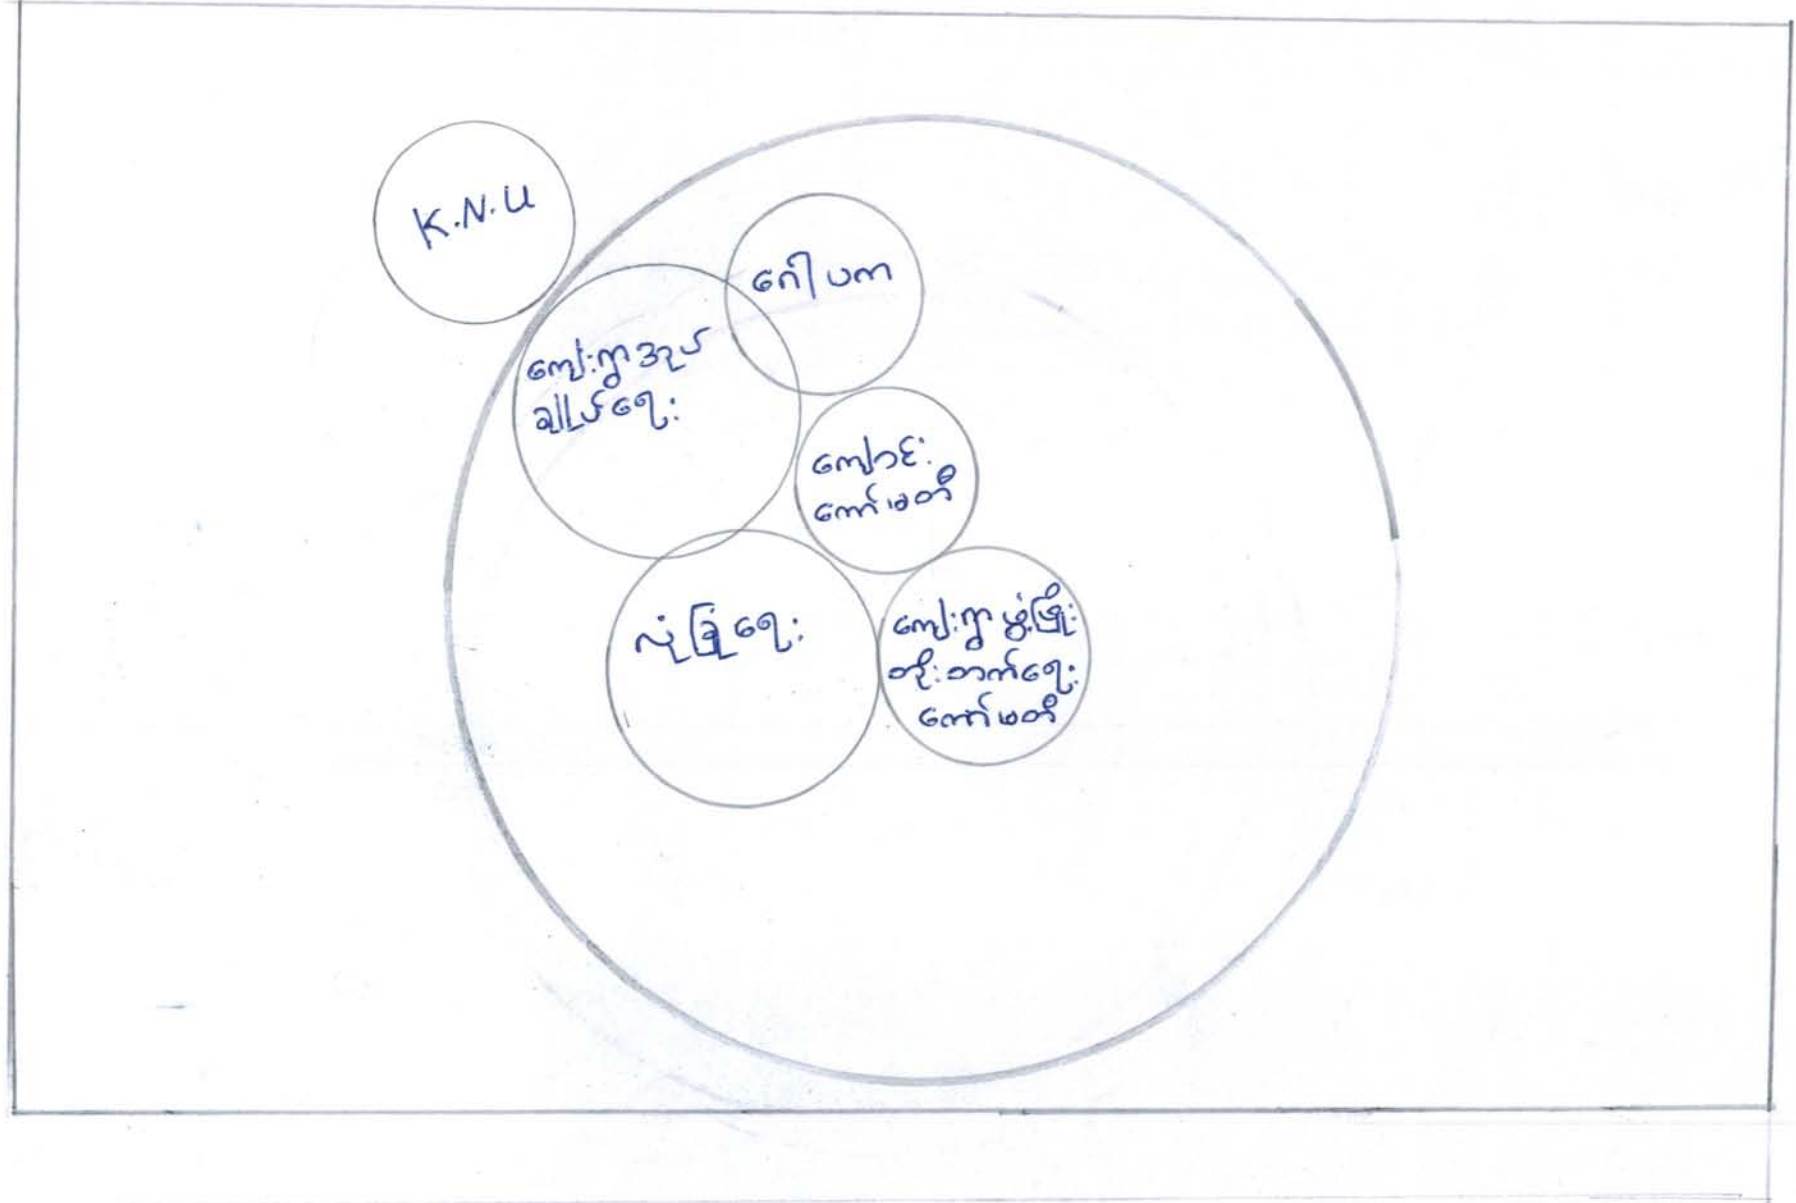 K.N.U
ဂေါပက
ကျေးရွာအုပ်
ချုပ်ရေး
ကျောင်း
ကော်မတီ
လုံခြုံရေး
ကျေးရွာဖွံ့ဖြိုး
တိုးတက်ရေး
ကော်မတီ